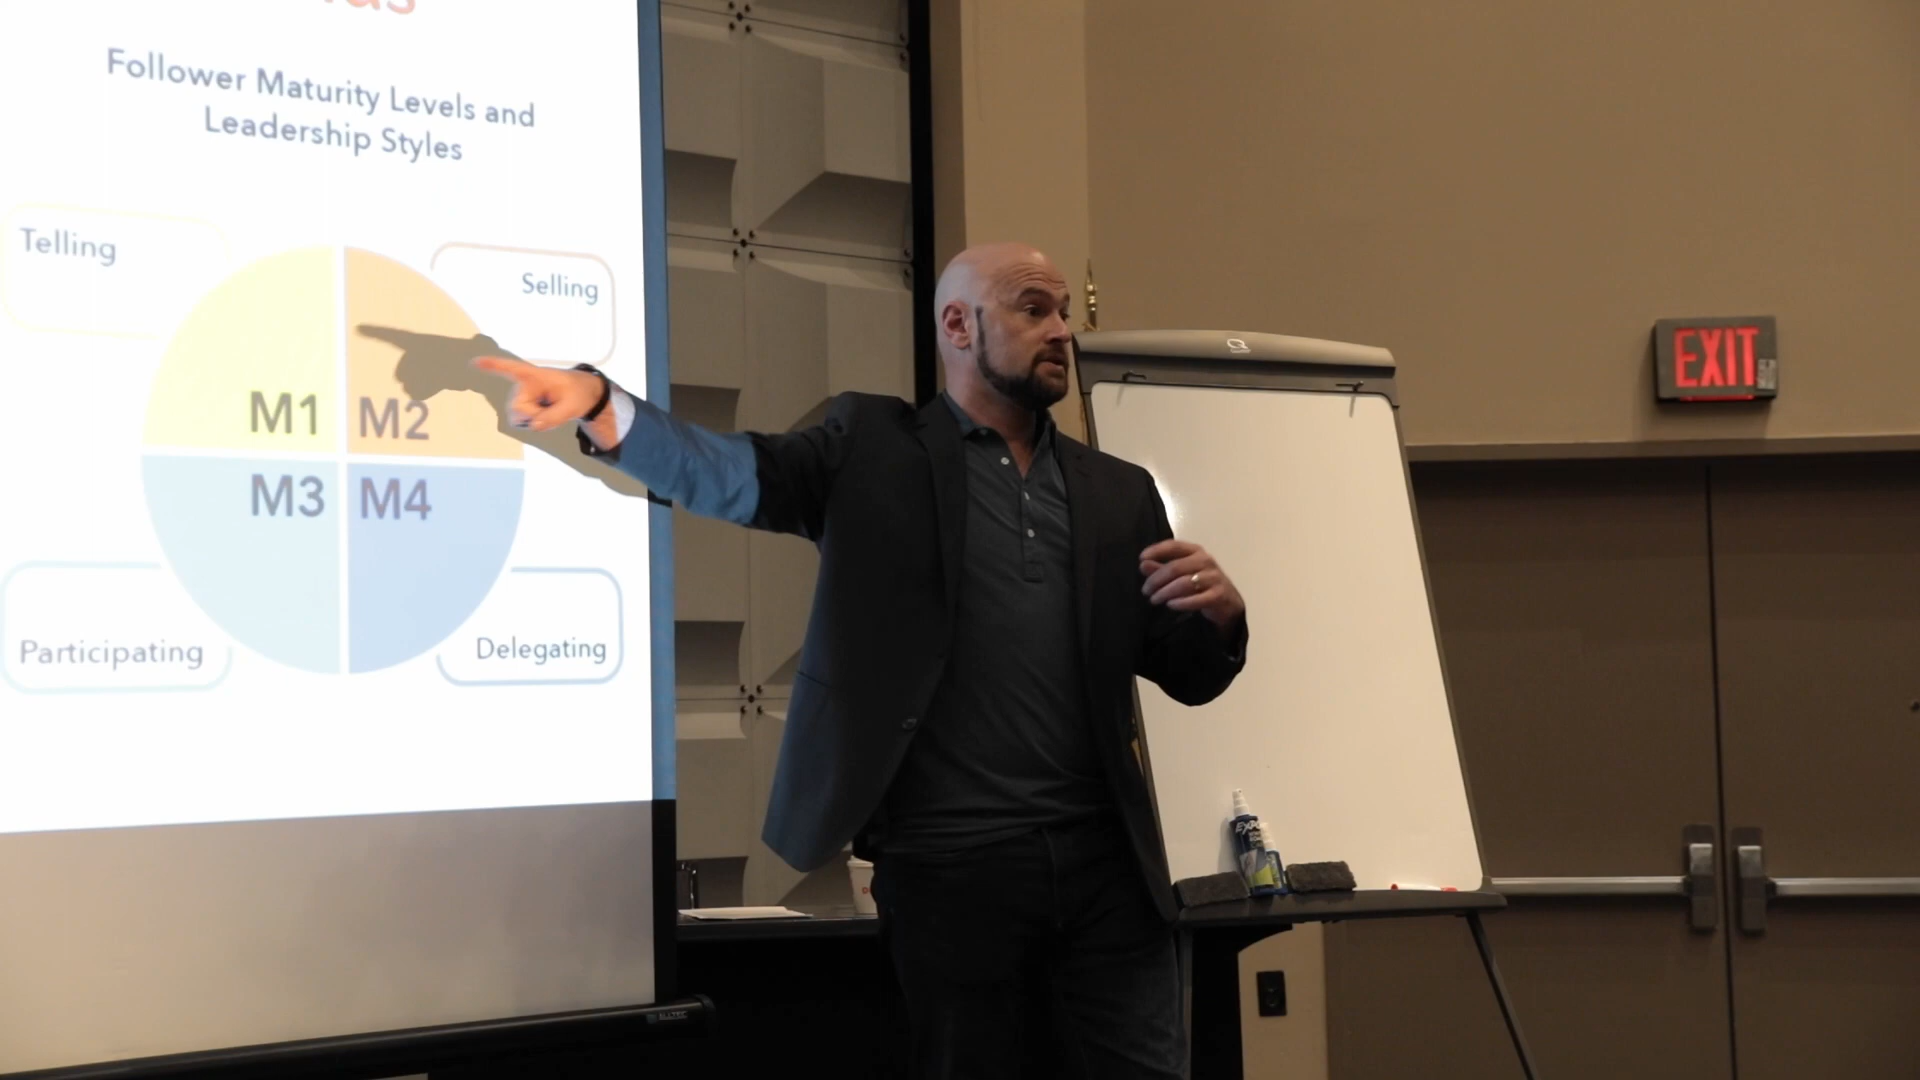 Follower Maturity Levels and
Leadership Styles
Telling
Selling
M1
M2
M3
M4
Participating
Delegating
EXIT